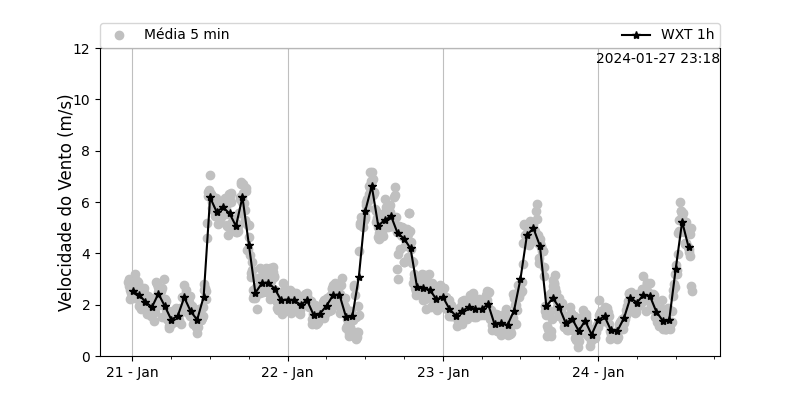 Média 5 min
WXT 1h
2024-01-27 23:18
Velocidade do Vento (m/s)
12
10
8
6
4
2
0
21 - Jan
22 - Jan
23 - Jan
24 - Jan